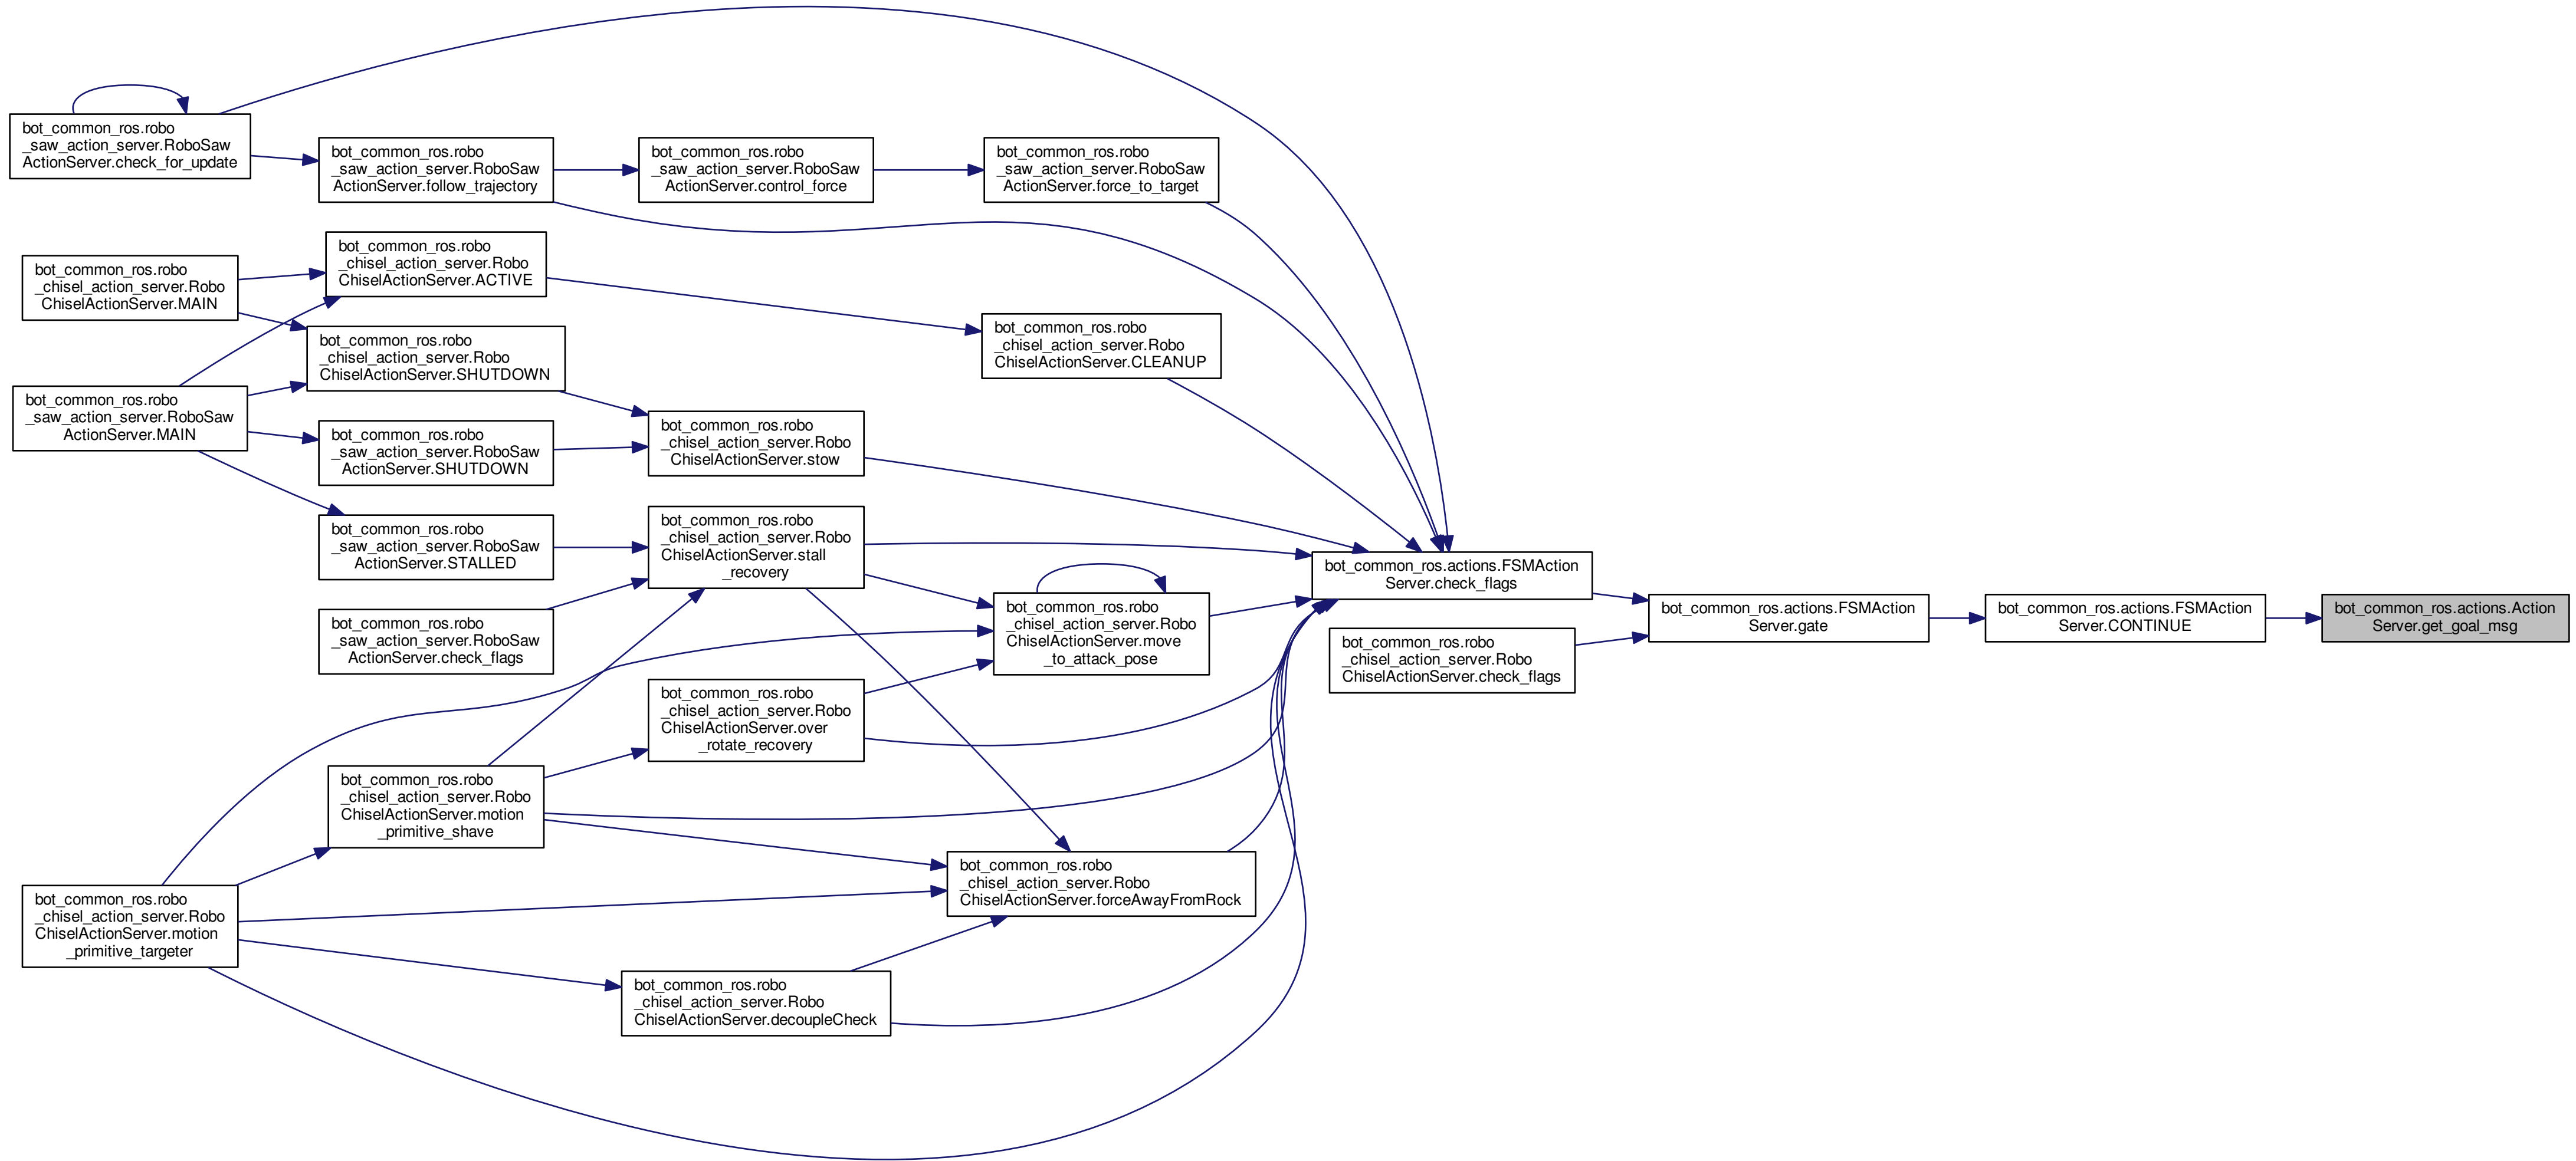 bot_common_ros.robo
_saw_action_server.RoboSaw
ActionServer.check_for_update
bot_common_ros.robo
_saw_action_server.RoboSaw
ActionServer.follow_trajectory
bot_common_ros.robo
_saw_action_server.RoboSaw
ActionServer.control_force
bot_common_ros.robo
_saw_action_server.RoboSaw
ActionServer.force_to_target
bot_common_ros.robo
_chisel_action_server.Robo
ChiselActionServer.ACTIVE
bot_common_ros.robo
_chisel_action_server.Robo
ChiselActionServer.MAIN
bot_common_ros.robo
_chisel_action_server.Robo
ChiselActionServer.CLEANUP
bot_common_ros.robo
_chisel_action_server.Robo
ChiselActionServer.SHUTDOWN
bot_common_ros.robo
_saw_action_server.RoboSaw
ActionServer.MAIN
bot_common_ros.robo
_chisel_action_server.Robo
ChiselActionServer.stow
bot_common_ros.robo
_saw_action_server.RoboSaw
ActionServer.SHUTDOWN
bot_common_ros.robo
_chisel_action_server.Robo
ChiselActionServer.stall
_recovery
bot_common_ros.robo
_saw_action_server.RoboSaw
ActionServer.STALLED
bot_common_ros.actions.FSMAction
Server.check_flags
bot_common_ros.robo
_chisel_action_server.Robo
ChiselActionServer.move
_to_attack_pose
bot_common_ros.actions.FSMAction
Server.gate
bot_common_ros.actions.FSMAction
Server.CONTINUE
bot_common_ros.actions.Action
Server.get_goal_msg
bot_common_ros.robo
_saw_action_server.RoboSaw
ActionServer.check_flags
bot_common_ros.robo
_chisel_action_server.Robo
ChiselActionServer.check_flags
bot_common_ros.robo
_chisel_action_server.Robo
ChiselActionServer.over
_rotate_recovery
bot_common_ros.robo
_chisel_action_server.Robo
ChiselActionServer.motion
_primitive_shave
bot_common_ros.robo
_chisel_action_server.Robo
ChiselActionServer.forceAwayFromRock
bot_common_ros.robo
_chisel_action_server.Robo
ChiselActionServer.motion
_primitive_targeter
bot_common_ros.robo
_chisel_action_server.Robo
ChiselActionServer.decoupleCheck